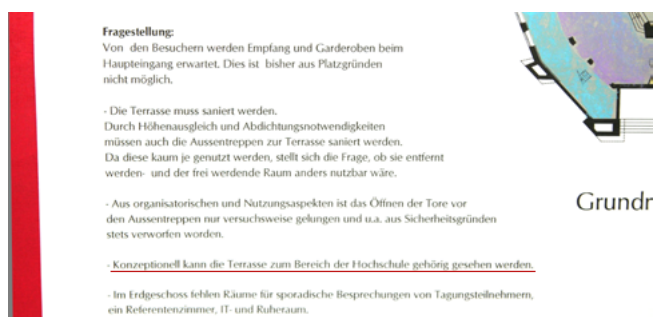 Fragestellung:
Von den Besuchern werden Empfang und Garderoben beim
Haupteingang erwartet. Dies ist bisher aus Platzgründen
nicht möglich.
- Die Terrasse muss saniert werden.
Durch Höhenausgleich und Abdichtungsnotwendigkeiten
müssen auch die Aussentreppen zur Terrasse saniert werden.
Da diese kaum je genutzt werden, stellt sich die Frage, ob sie entfernt
werden- und der frei werdende Raum anders nutzbar wäre.
- Aus organisatorischen und Nutzungsaspekten ist das Öffnen der Tore vor
den Aussentreppen nur versuchsweise gelungen und u.a. aus Sicherheitsgründen
stets verworfen worden.
- Konzeptionell kann die Terrasse zum Bereich der Hochschule gehörig gesehen werden.
- Im Erdgeschoss fehlen Räume für sporadische Besprechungen von Tagungsteilnehmern,
ein Referentenzimmer, IT- und Ruheraum.
Grundr